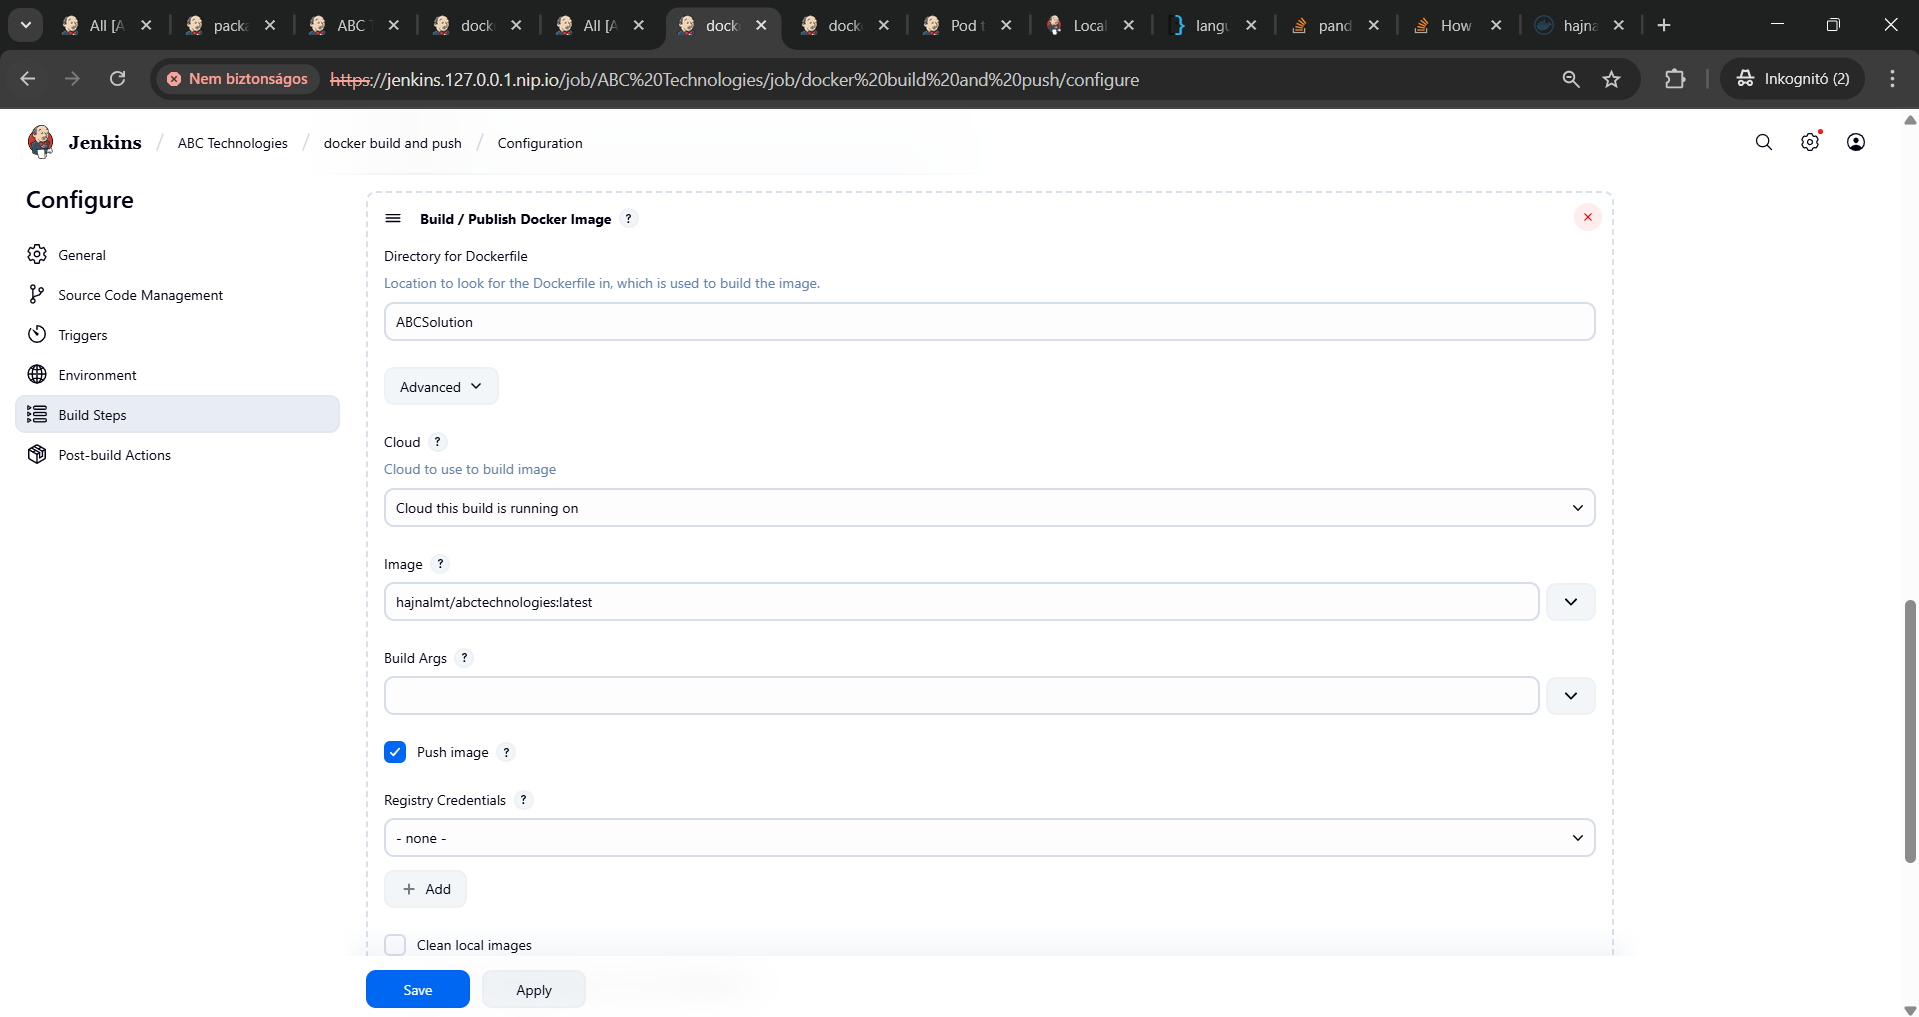 All [A
packa
ABC T
dock
All [A
dock
dock
Pod t
Local
langu
pand
How
hajna
Nem biztonságos
https://jenkins.127.0.0.1.nip.io/job/ABC%20Technologies/job/docker%20build%20and%20push/configure
Inkognitó (2)
Jenkins / ABC Technologies / docker build and push / Configuration
Configure
General
Source Code Management
Triggers
Environment
Build Steps
Post-build Actions
Build / Publish Docker Image ?
Directory for Dockerfile
Location to look for the Dockerfile in, which is used to build the image.
ABCSolution
Advanced
Cloud ?
Cloud to use to build image
Cloud this build is running on
Image ?
hajnalmt/abctechnologies:latest
Build Args ?
Push image ?
Registry Credentials ?
- none -
+ Add
Clean local images
Save
Apply